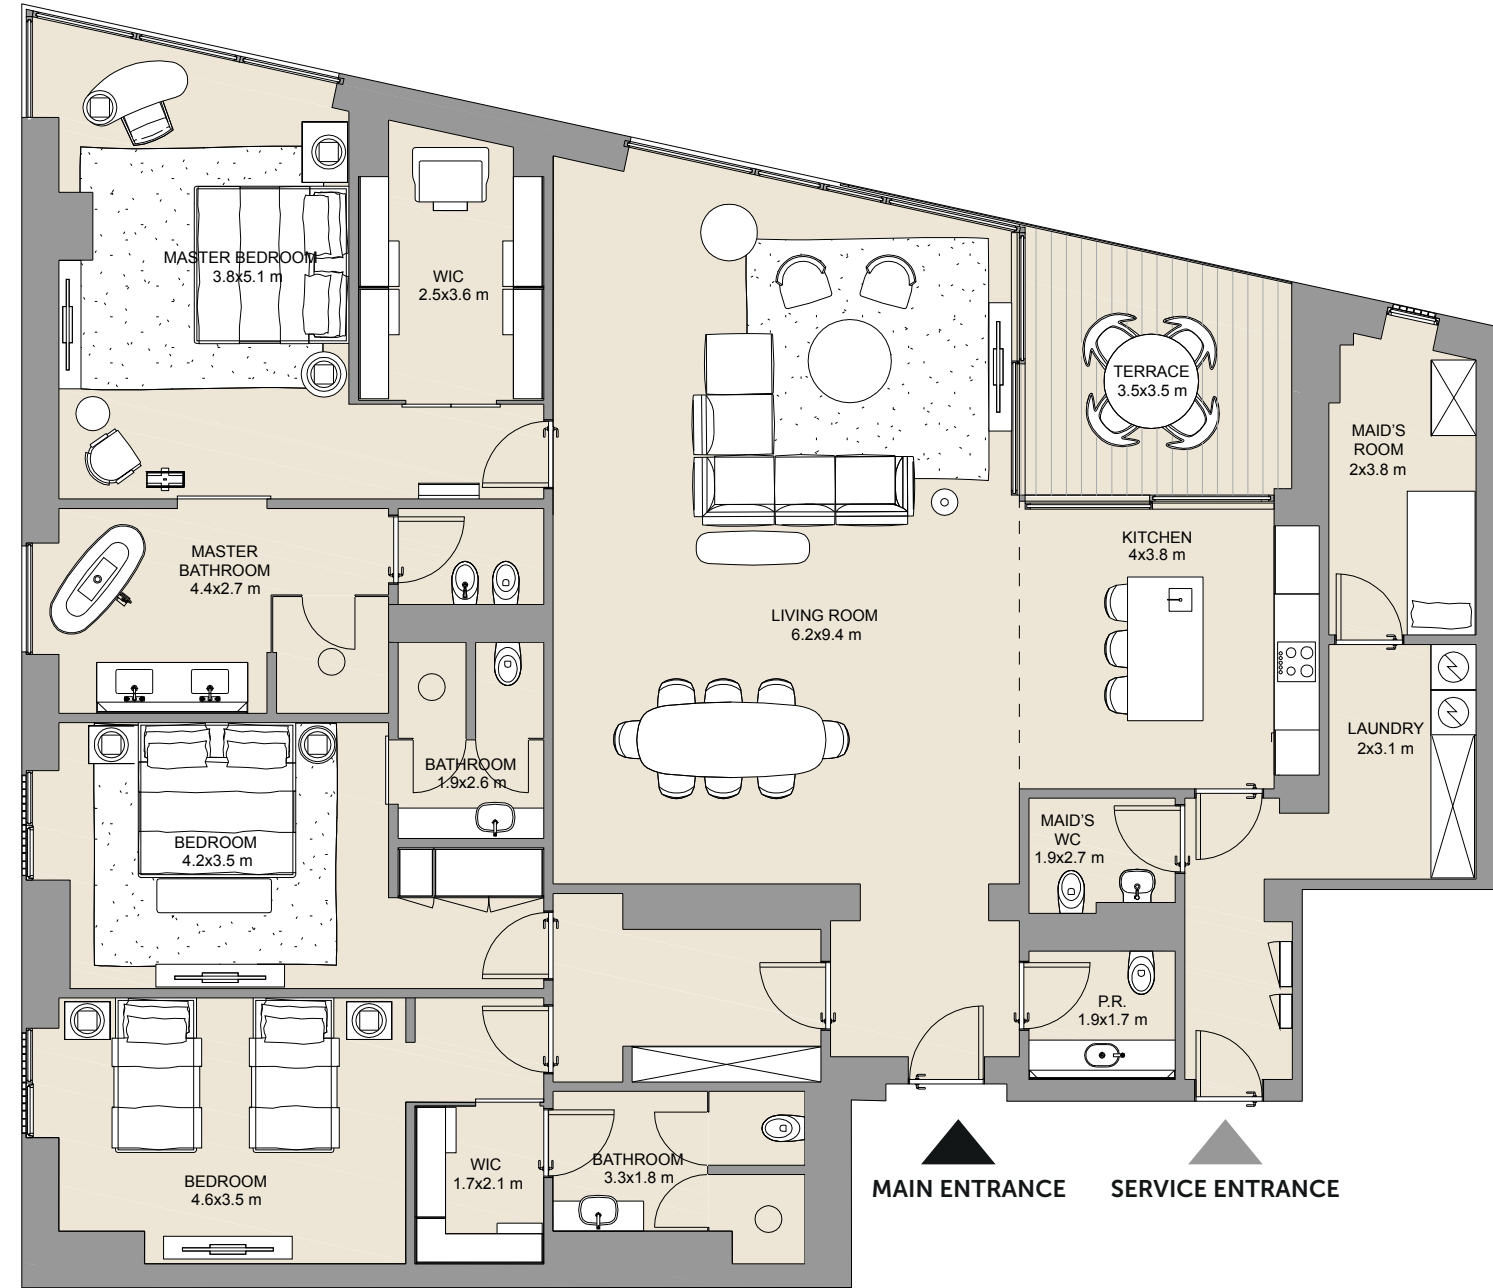 MASTER BEDROOM
3.8x5.1 m
WIC
2.5x3.6 m
TERRACE
3.5x3.5 m
MAID'S
ROOM
2x3.8 m
MASTER
BATHROOM
4.4x2.7 m
KITCHEN
4x3.8 m
LIVING ROOM
6.2x9.4 m
LAUNDRY
2x3.1 m
BATHROOM
1.9x2.6 m
BEDROOM
4.2x3.5 m
MAID'S
WC
1.9x2.7 m
P.R.
1.9x1.7 m
BEDROOM
4.6x3.5 m
WIC
1.7x2.1 m
BATHROOM
3.3x1.8 m
MAIN ENTRANCE
SERVICE ENTRANCE